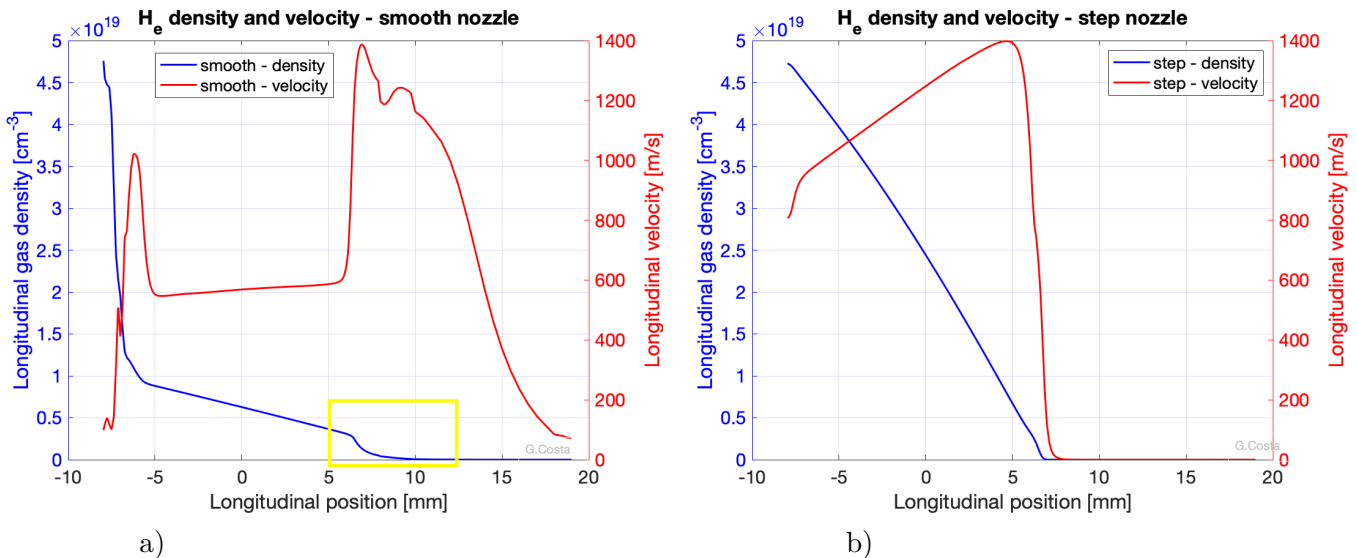 Hₑ density and velocity - smooth nozzle
×10¹⁹
smooth - density
smooth - velocity
5
4.5
4
3.5
3
2.5
2
1.5
1
0.5
0
Longitudinal gas density [cm⁻³]
1400
1200
1000
800
600
400
200
0
Longitudinal velocity [m/s]
G.Costa
-10 -5 0 5 10 15 20
Longitudinal position [mm]
a)
Hₑ density and velocity - step nozzle
×10¹⁹
step - density
step - velocity
5
4.5
4
3.5
3
2.5
2
1.5
1
0.5
0
Longitudinal gas density [cm⁻³]
1400
1200
1000
800
600
400
200
0
Longitudinal velocity [m/s]
G.Costa
-10 -5 0 5 10 15 20
Longitudinal position [mm]
b)